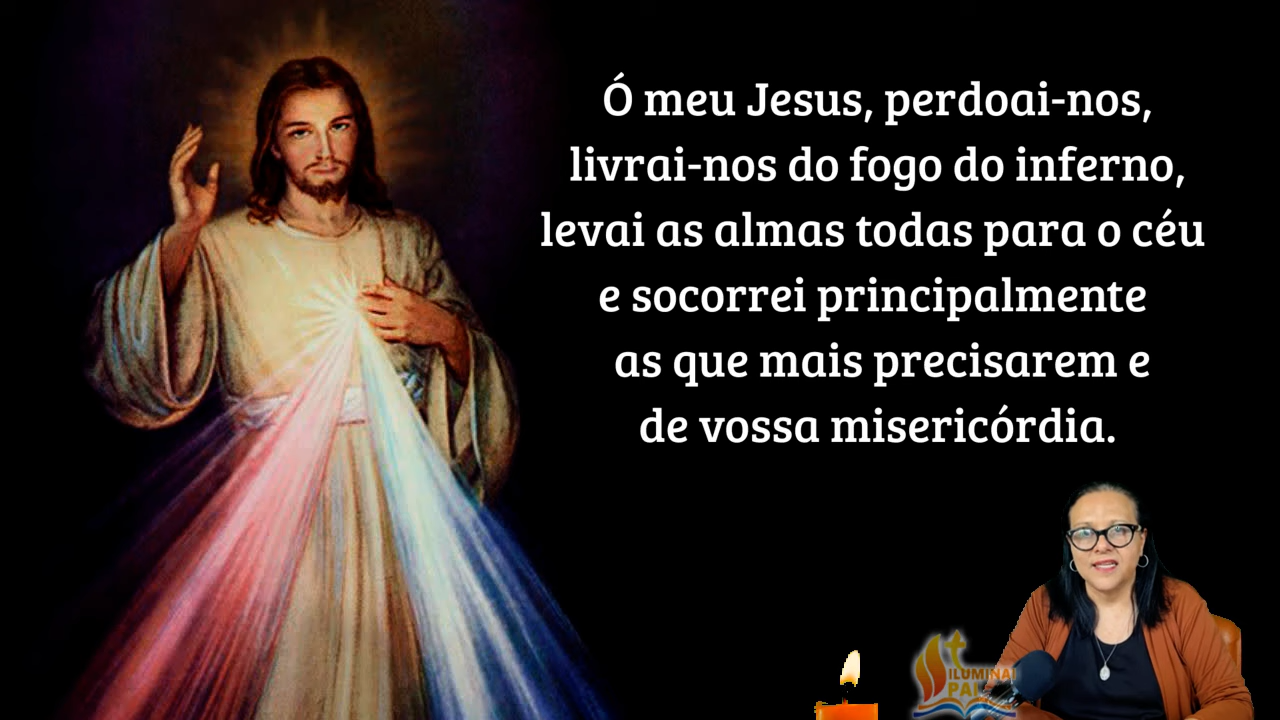 Ó meu Jesus, perdoai-nos,
livrai-nos do fogo do inferno,
levai as almas todas para o céu
e socorrei principalmente
as que mais precisarem e
de vossa misericórdia.
ILUMINAI